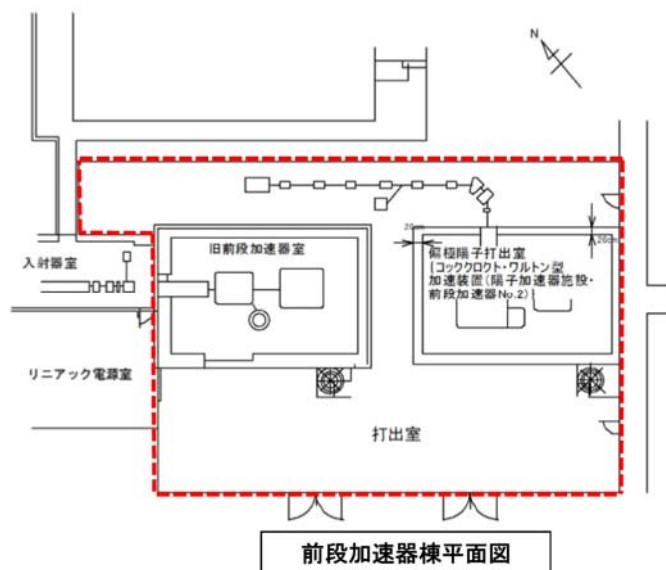 N
20cm
20cm
旧前段加速器室
偏極陽子打出室
(コッククロフト・ワルトン型
加速装置(陽子加速器施設・
前段加速器No.2)
入射器室
リニアック電源室
打出室
前段加速器棟平面図